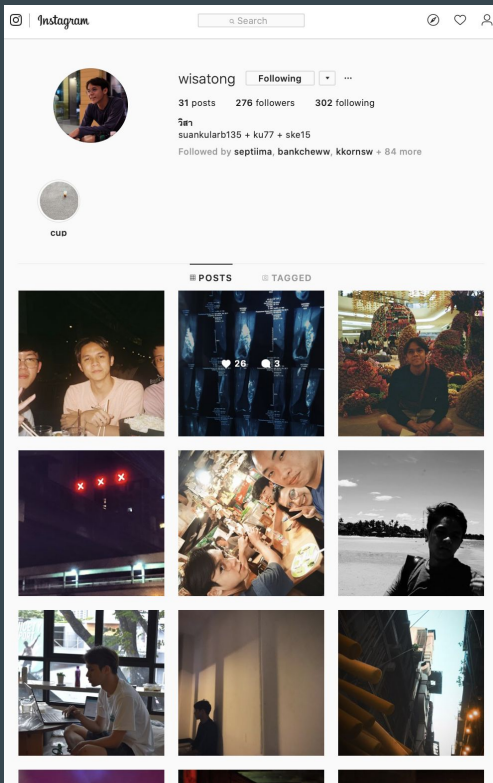 Instagram
Search
wisatong Following ...
31 posts 276 followers 302 following
วิสา
suankularb135 + ku77 + ske15
Followed by septiima, bankcheww, kkornsw + 84 more
cup
POSTS TAGGED
26 3